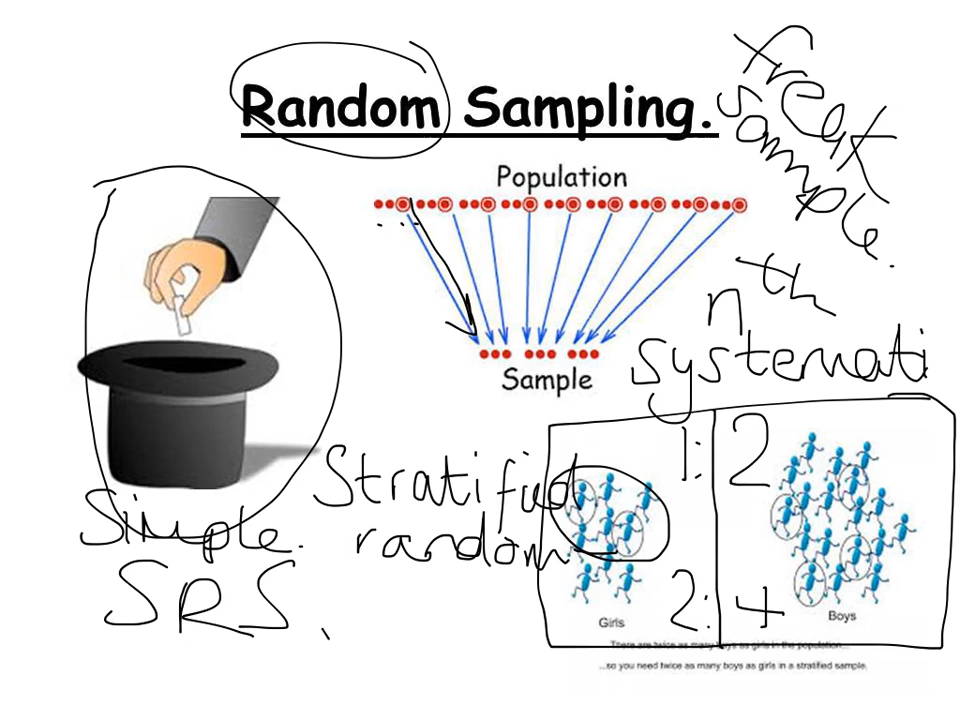 Random Sampling.
sample.
Population
nth
systemati
Sample
1:2
Stratified
random
Simple.
SRS.
2:4
Girls
Boys
There are twice as many boys as girls in the population...
...so you need twice as many boys as girls in a stratified sample.